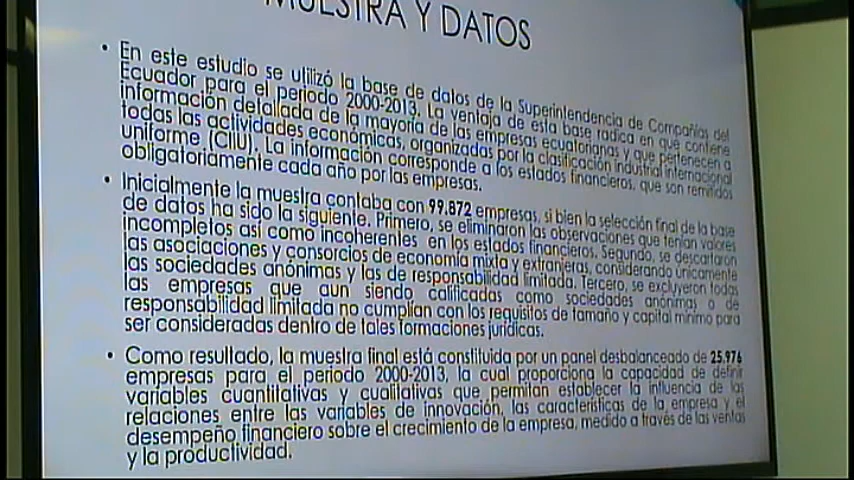 MUESTRA Y DATOS
• En este estudio se utilizó la base de datos de la Superintendencia de Compañías del
Ecuador para el periodo 2000-2013. La ventaja de esta base radica en que contiene
información detallada de la mayoría de las empresas ecuatorianas y que pertenecen a
todas las actividades económicas, organizadas por la clasificación industrial internacional
uniforme (CIIU). La información corresponde a los estados financieros, que son remitidos
obligatoriamente cada año por las empresas.
• Inicialmente la muestra contaba con 99.872 empresas, si bien la selección final de la base
de datos ha sido la siguiente. Primero, se eliminaron las observaciones que tenían valores
incompletos así como incoherentes en los estados financieros. Segundo, se descartaron
las asociaciones y consorcios de economía mixta y extranjeras, considerando únicamente
las sociedades anónimas y las de responsabilidad limitada. Tercero, se excluyeron todas
las empresas que aun siendo calificadas como sociedades anónimas o de
responsabilidad limitada no cumplían con los requisitos de tamaño y capital mínimo para
ser consideradas dentro de tales formaciones jurídicas.
• Como resultado, la muestra final está constituida por un panel desbalanceado de 25.976
empresas para el periodo 2000-2013, la cual proporciona la capacidad de definir
variables cuantitativas y cualitativas que permitan establecer la influencia de las
relaciones entre las variables de innovación, las características de la empresa y el
desempeño financiero sobre el crecimiento de la empresa, medido a través de las ventas
y la productividad.